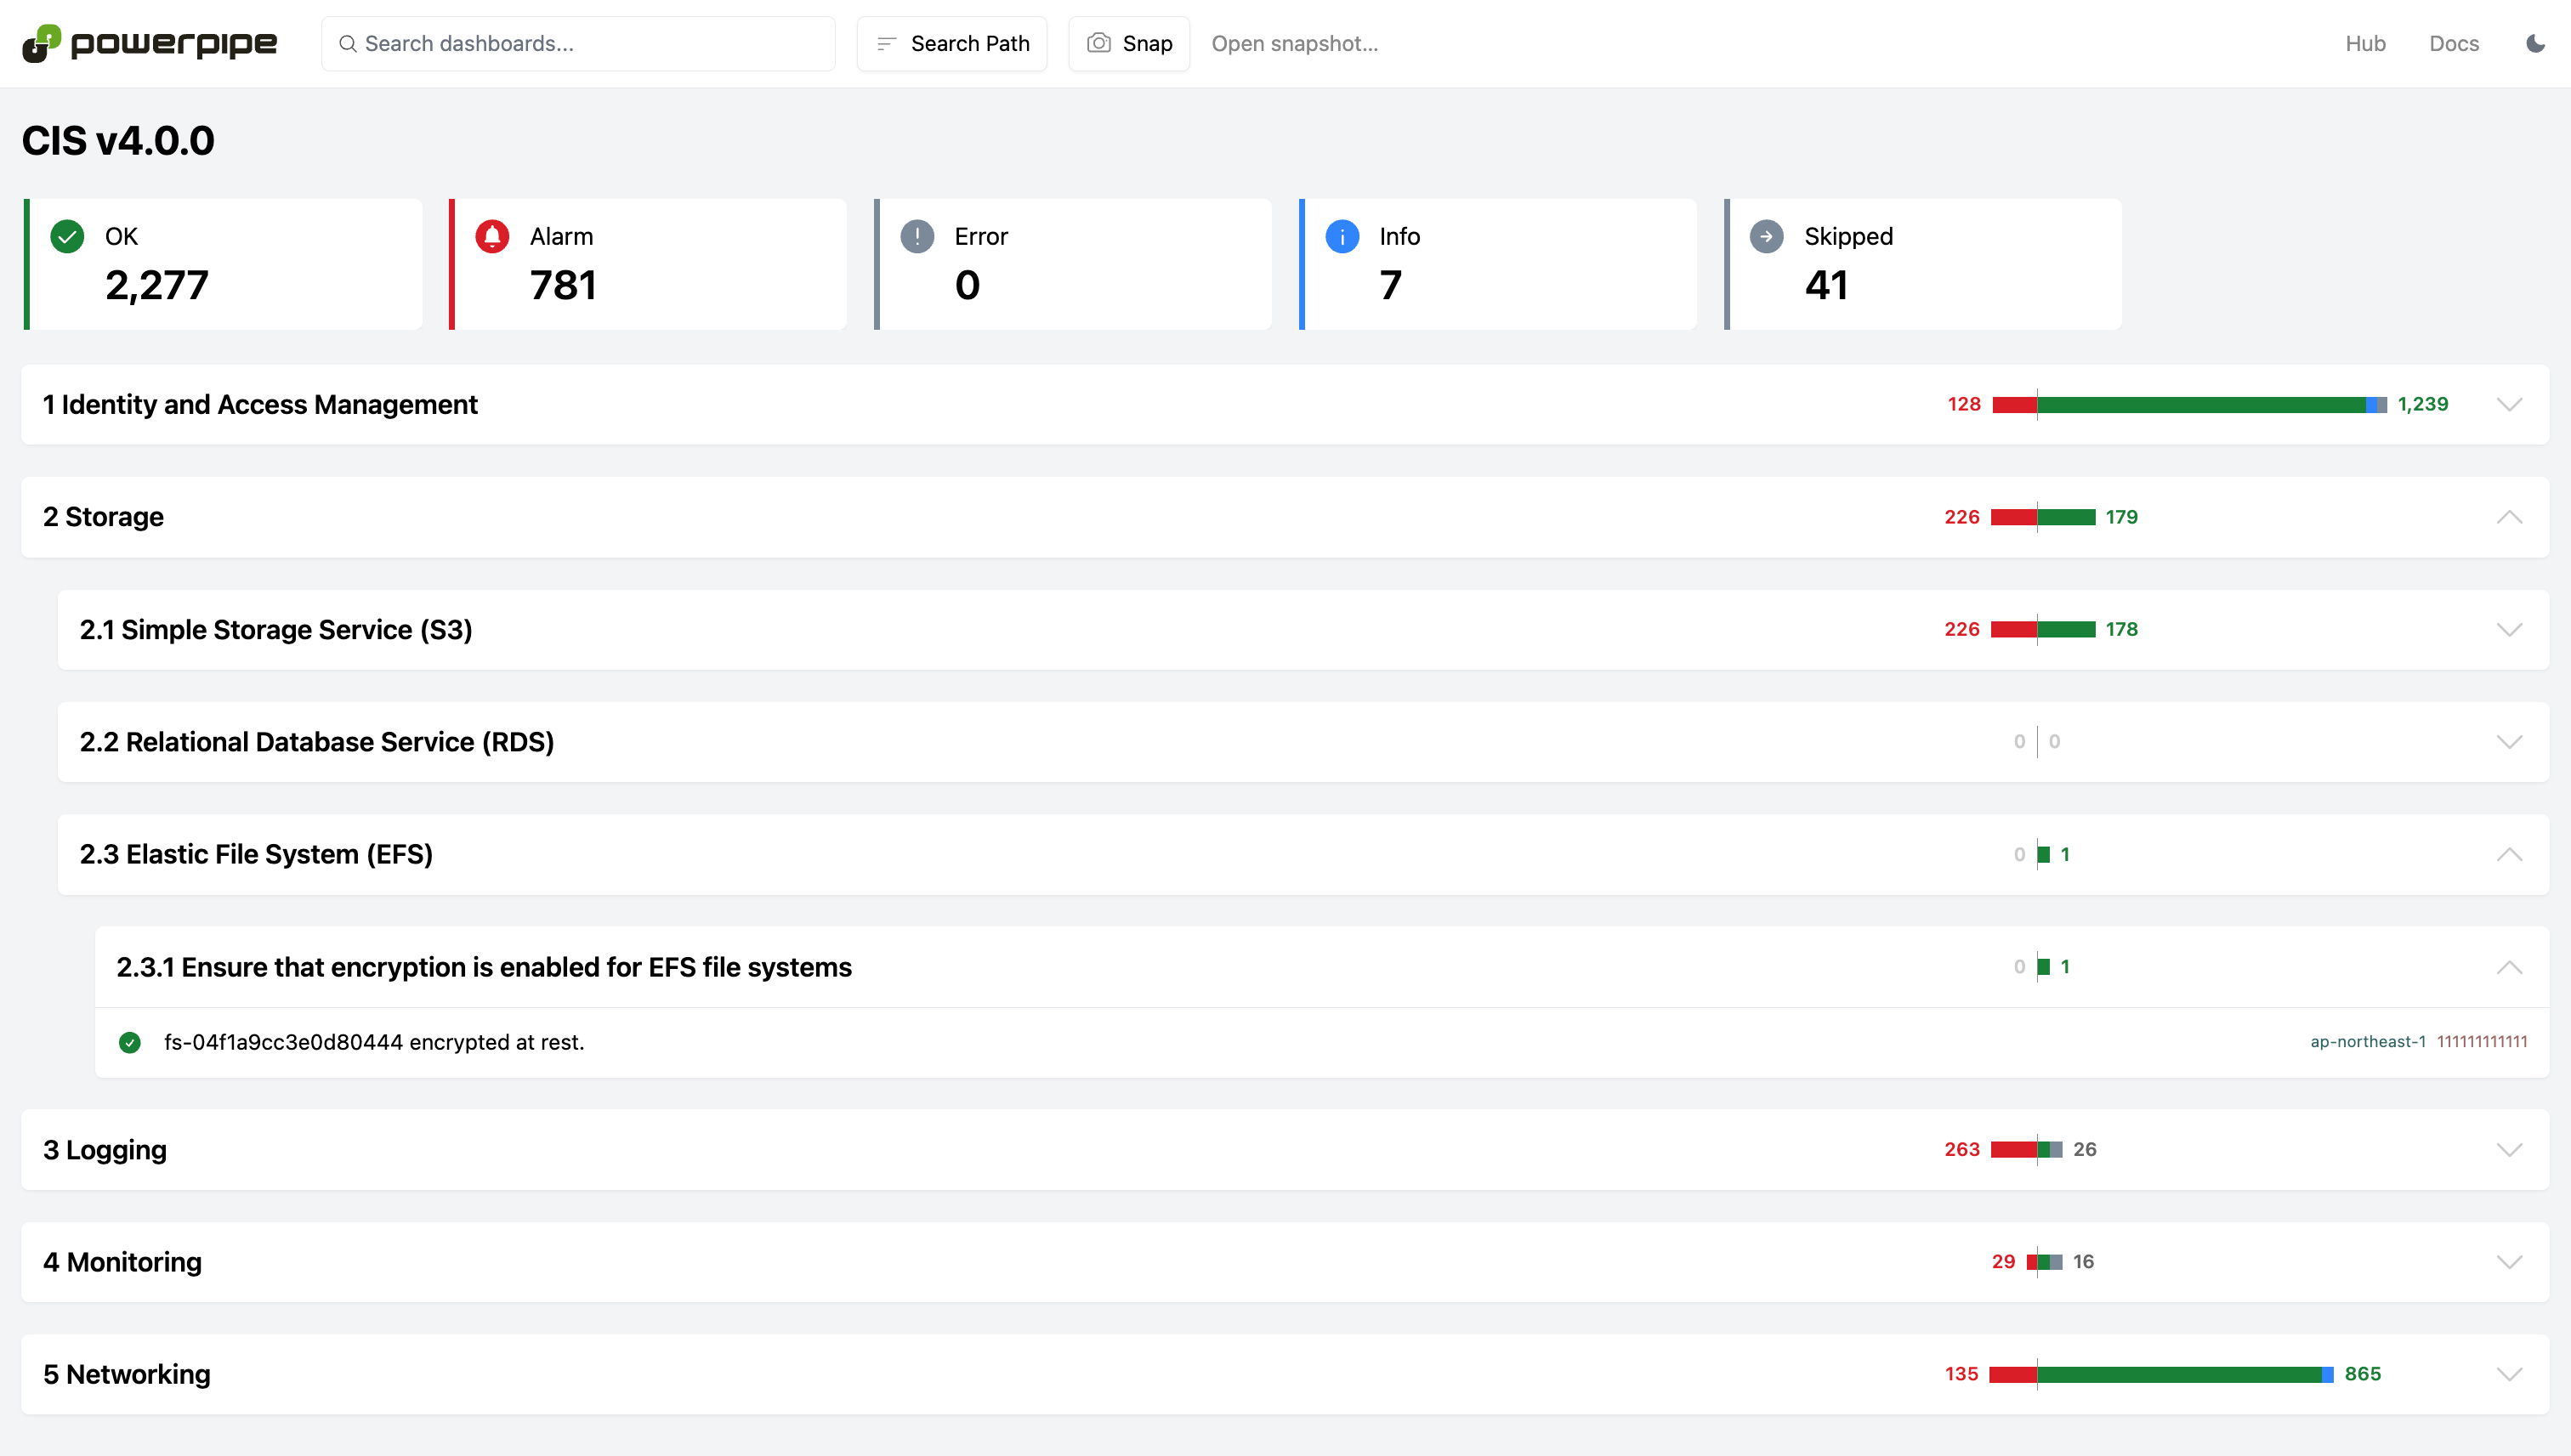 powerpipe
Search dashboards...
Search Path
Snap
Open snapshot...
Hub
Docs
CIS v4.0.0
OK
2,277
Alarm
781
Error
0
Info
7
Skipped
41
1 Identity and Access Management
128
1,239
2 Storage
226
179
2.1 Simple Storage Service (S3)
226
178
2.2 Relational Database Service (RDS)
0
0
2.3 Elastic File System (EFS)
0
1
2.3.1 Ensure that encryption is enabled for EFS file systems
0
1
fs-04f1a9cc3e0d80444 encrypted at rest.
ap-northeast-1 111111111111
3 Logging
263
26
4 Monitoring
29
16
5 Networking
135
865